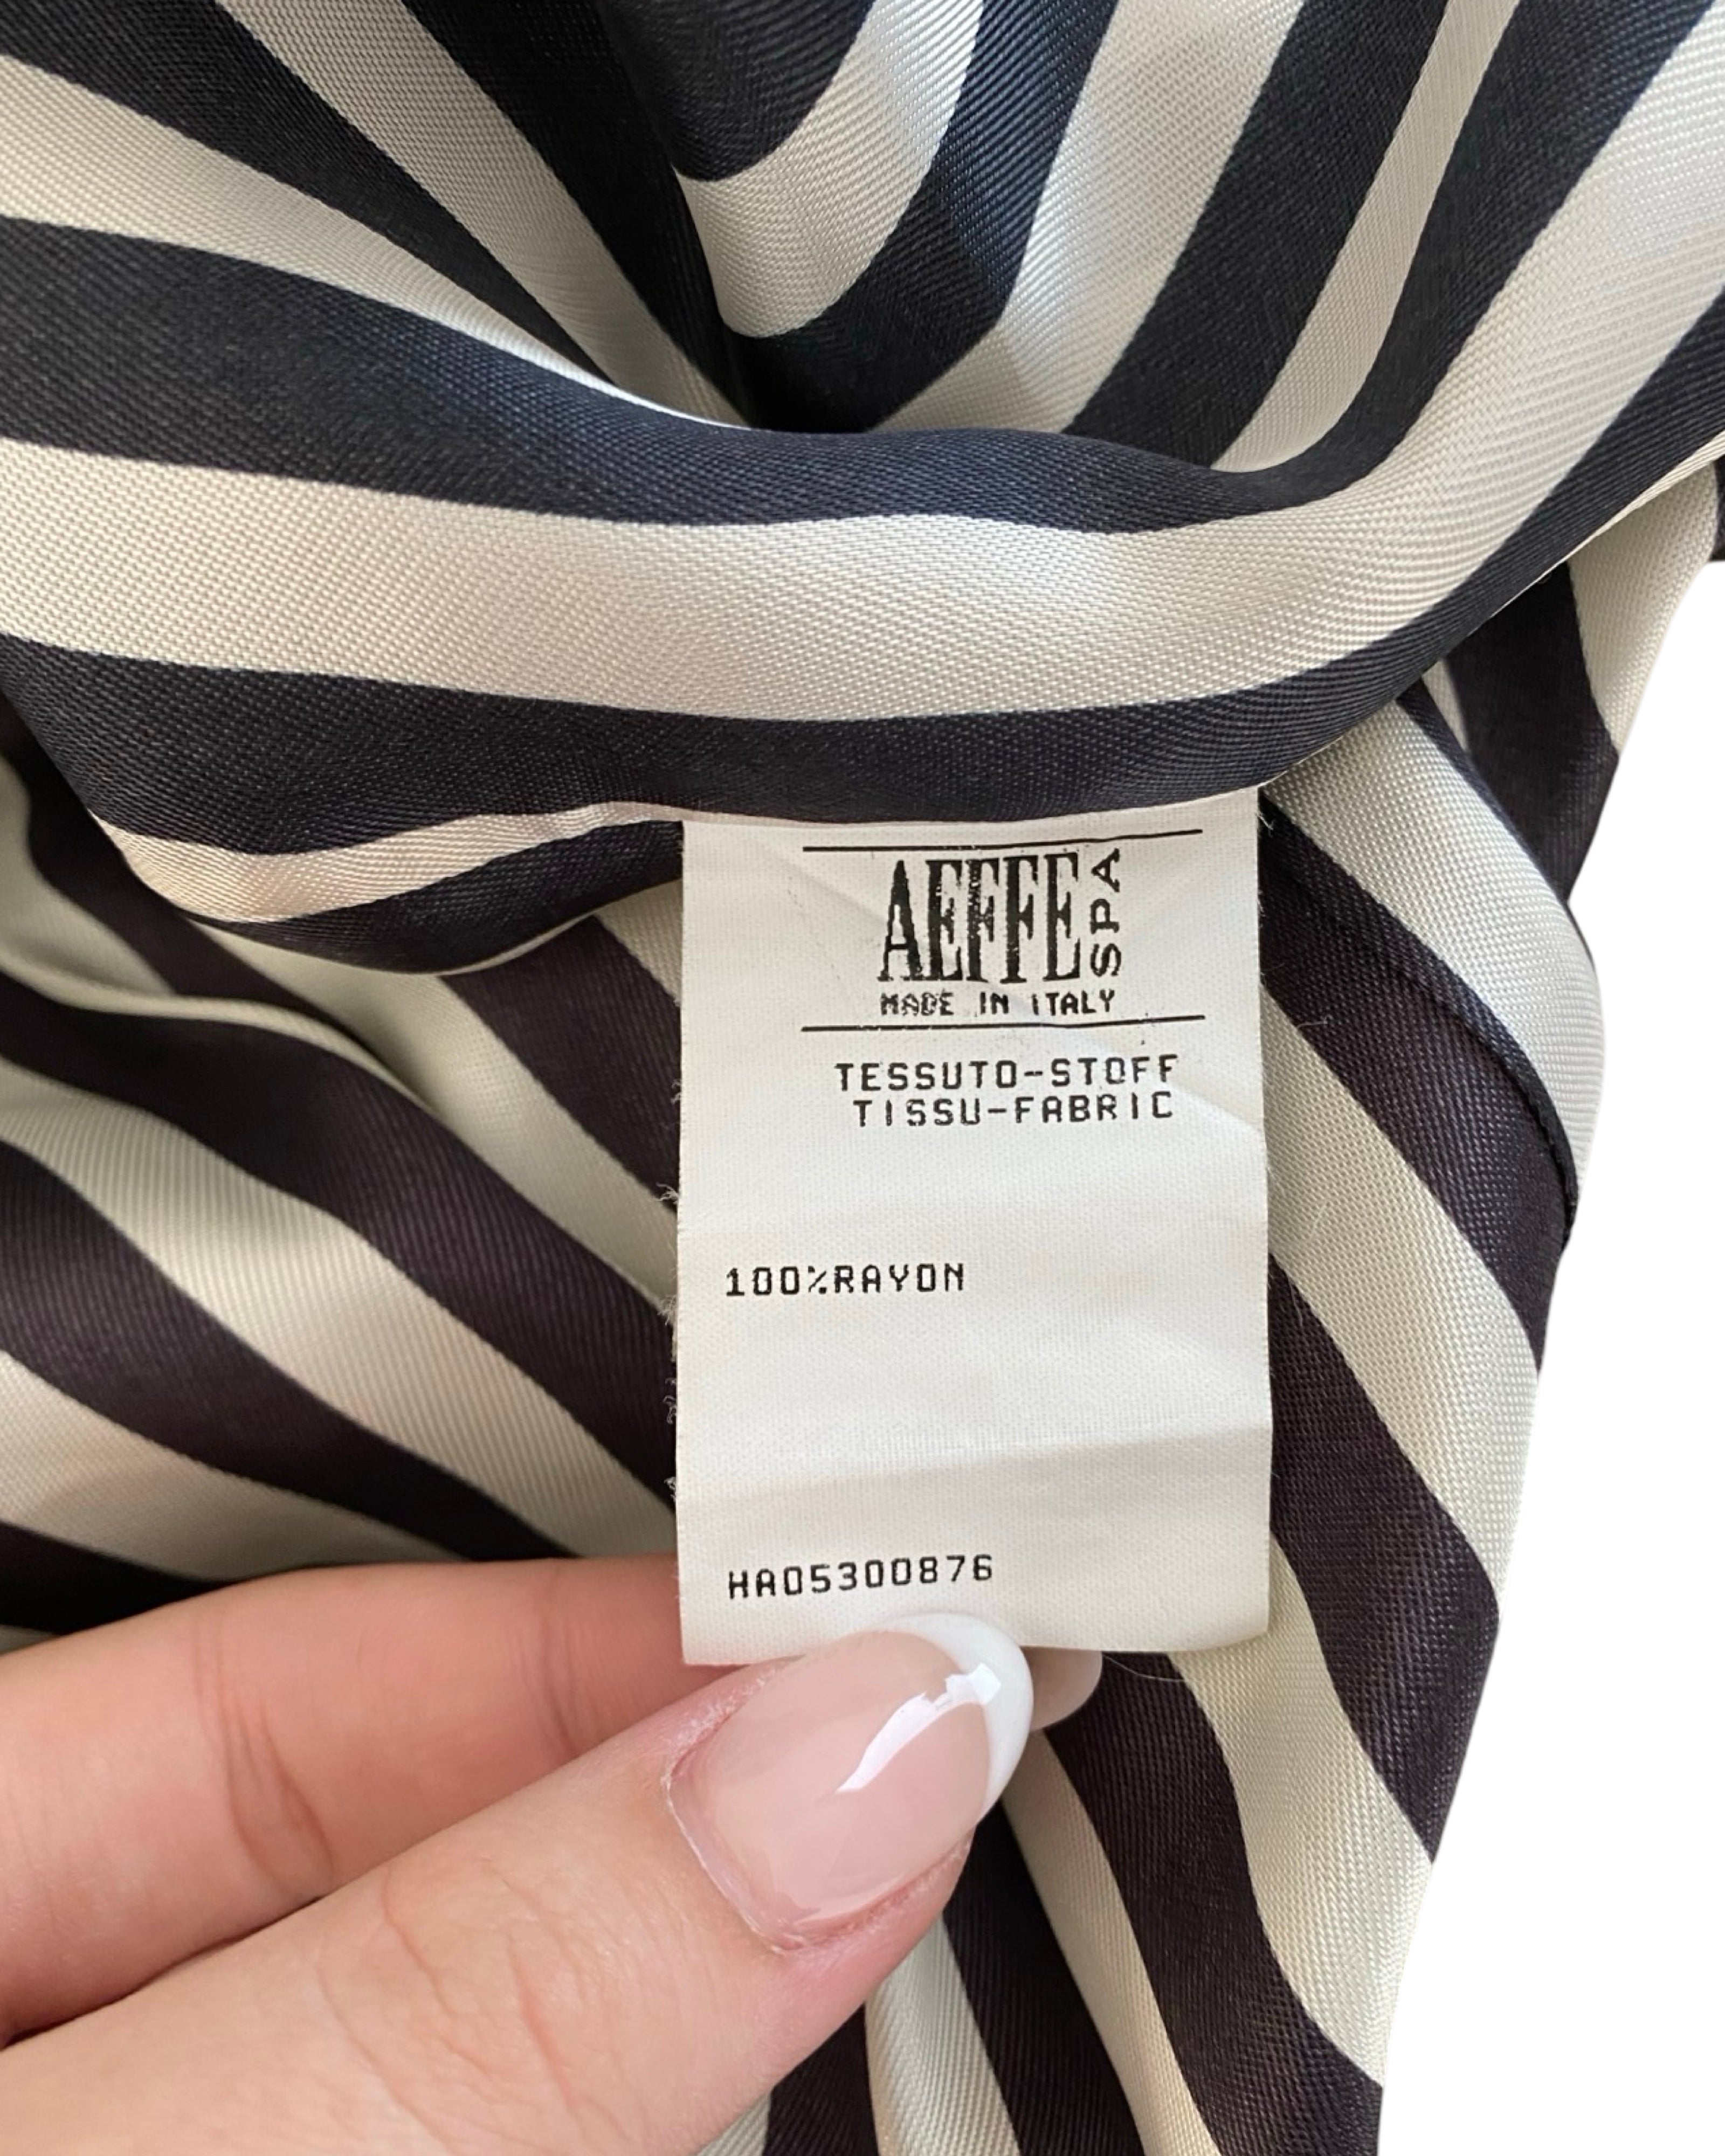 AEFFE SPA
MADE IN ITALY
TESSUTO-STOFF
TISSU-FABRIC
100%RAYON
HA05300876